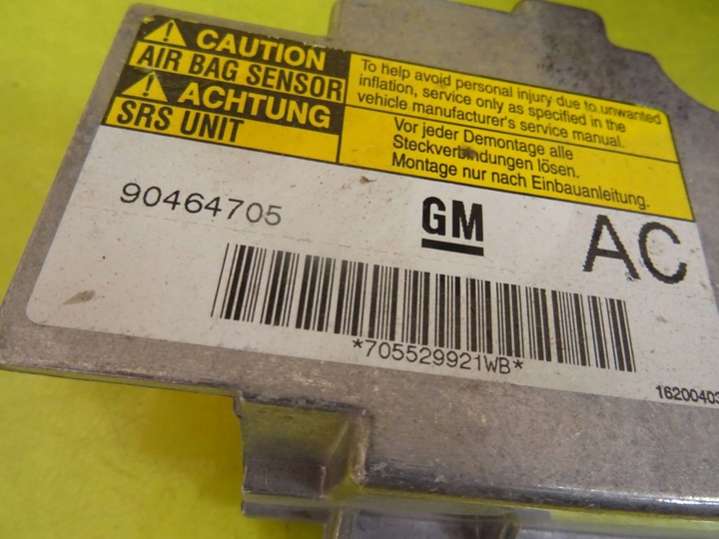 CAUTION
AIR BAG SENSOR
ACHTUNG
SRS UNIT
To help avoid personal injury due to unwanted
inflation, service only as specified in the
vehicle manufacturer's service manual.
Vor jeder Demontage alle
Steckverbindungen lösen.
Montage nur nach Einbauanleitung.
90464705
GM
AC
*705529921WB*
16200403